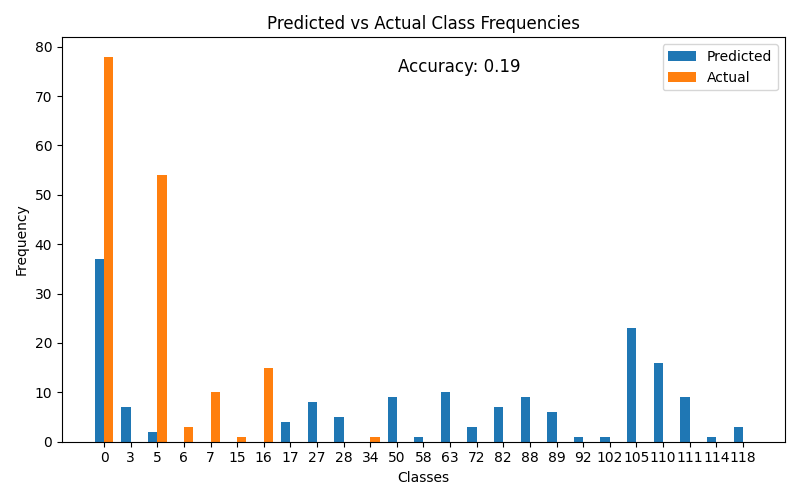 Predicted vs Actual Class Frequencies
Accuracy: 0.19
Predicted
Actual
Frequency
80
70
60
50
40
30
20
10
0
0 3 5 6 7 15 16 17 27 28 34 50 58 63 72 82 88 89 92 102 105 110 111 114 118
Classes